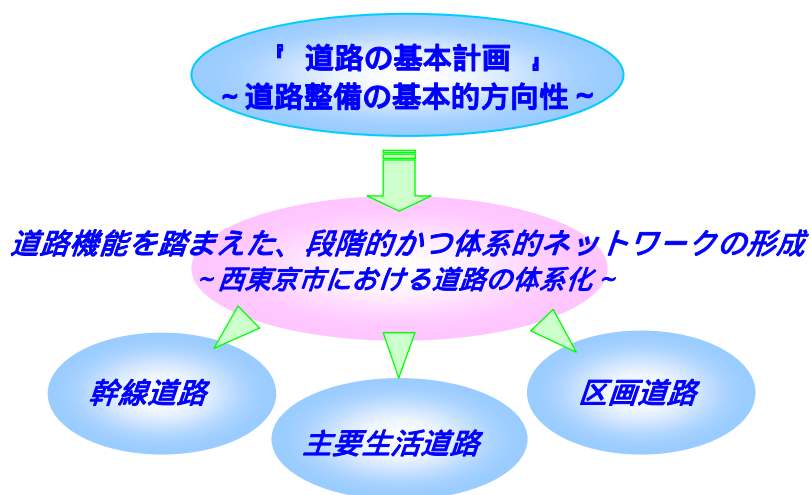 『 道路の基本計画 』
~道路整備の基本的方向性~
道路機能を踏まえた、段階的かつ体系的ネットワークの形成
~西東京市における道路の体系化~
幹線道路
区画道路
主要生活道路